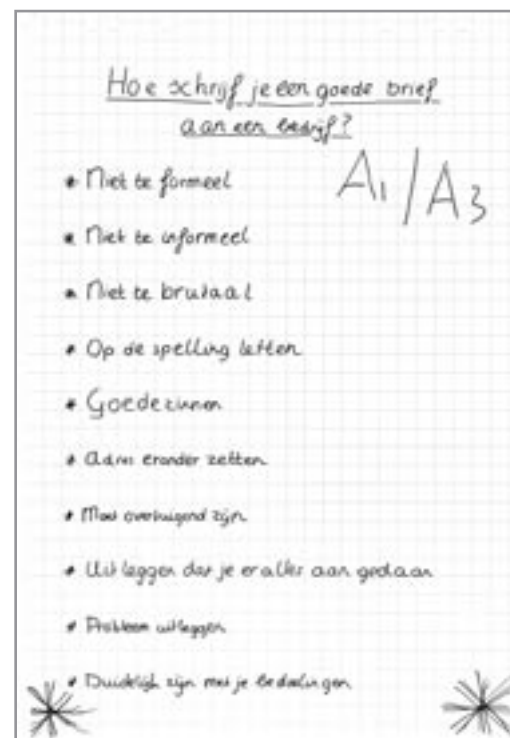 Hoe schrijf je een goede brief
aan een bedrijf?
A1/A3
* Niet te formeel
* Niet te informeel
* Niet te brutaal
* Op de spelling letten
* Goede zinnen
* Adres eronder zetten
* Moet overtuigend zijn
* Uitleggen dat je er alles aan gedaan
* Probleem uitleggen
* Duidelijk zijn met je bedoelingen